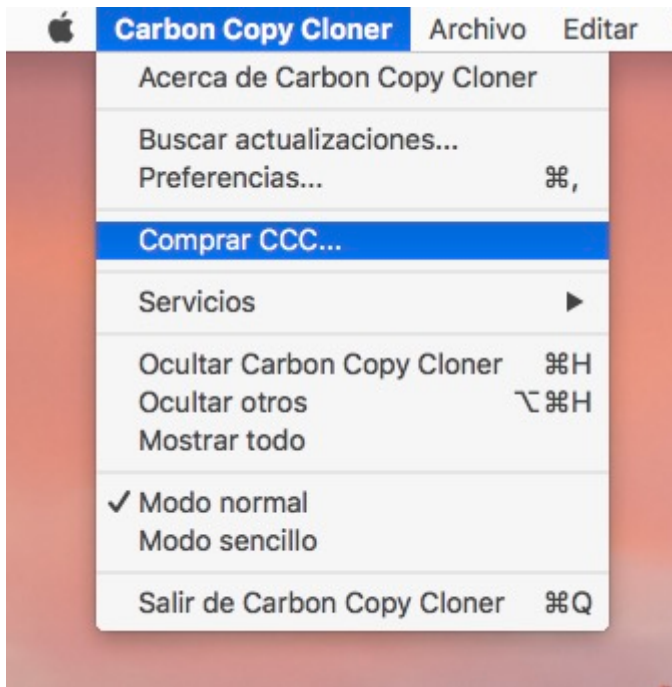 Carbon Copy Cloner Archivo Editar
Acerca de Carbon Copy Cloner
Buscar actualizaciones...
Preferencias... ⌘,
Comprar CCC...
Servicios ▶
Ocultar Carbon Copy Cloner ⌘H
Ocultar otros ⌥⌘H
Mostrar todo
✓ Modo normal
Modo sencillo
Salir de Carbon Copy Cloner ⌘Q